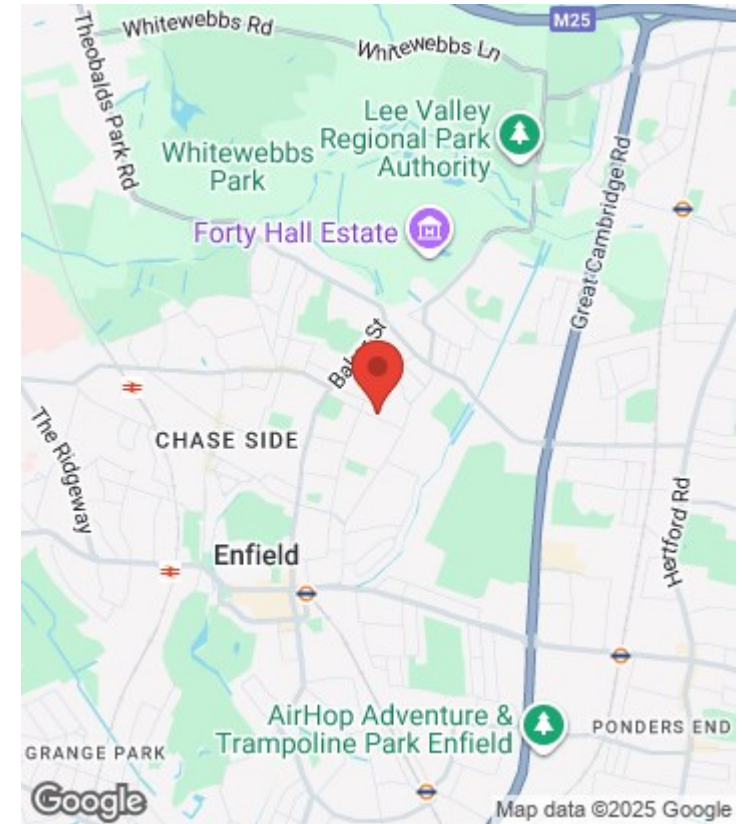 M25
Whitewebbs Rd
Whitewebbs Ln
Theobalds Park Rd
Lee Valley
Regional Park
Authority
Whitewebbs
Park
Forty Hall Estate
Great Cambridge Rd
The Ridgeway
CHASE SIDE
Hertford Rd
Enfield
AirHop Adventure &
Trampoline Park Enfield
PONDERS END
GRANGE PARK
Google
Map data ©2025 Google